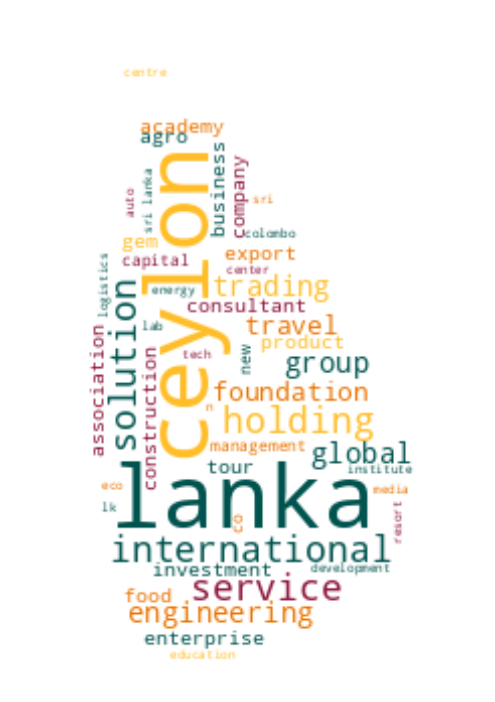 centre
academy
agro
business
company
auto
sri lanka
sri
colombo
ceylon
gem
capital
export
center
logistics
energy
trading
solution
consultant
lab
travel
association
construction
tech
new
product
group
foundation
n
holding
management
global
tour
institute
lanka
eco
media
lk
co
resort
international
investment
development
service
food
engineering
enterprise
education